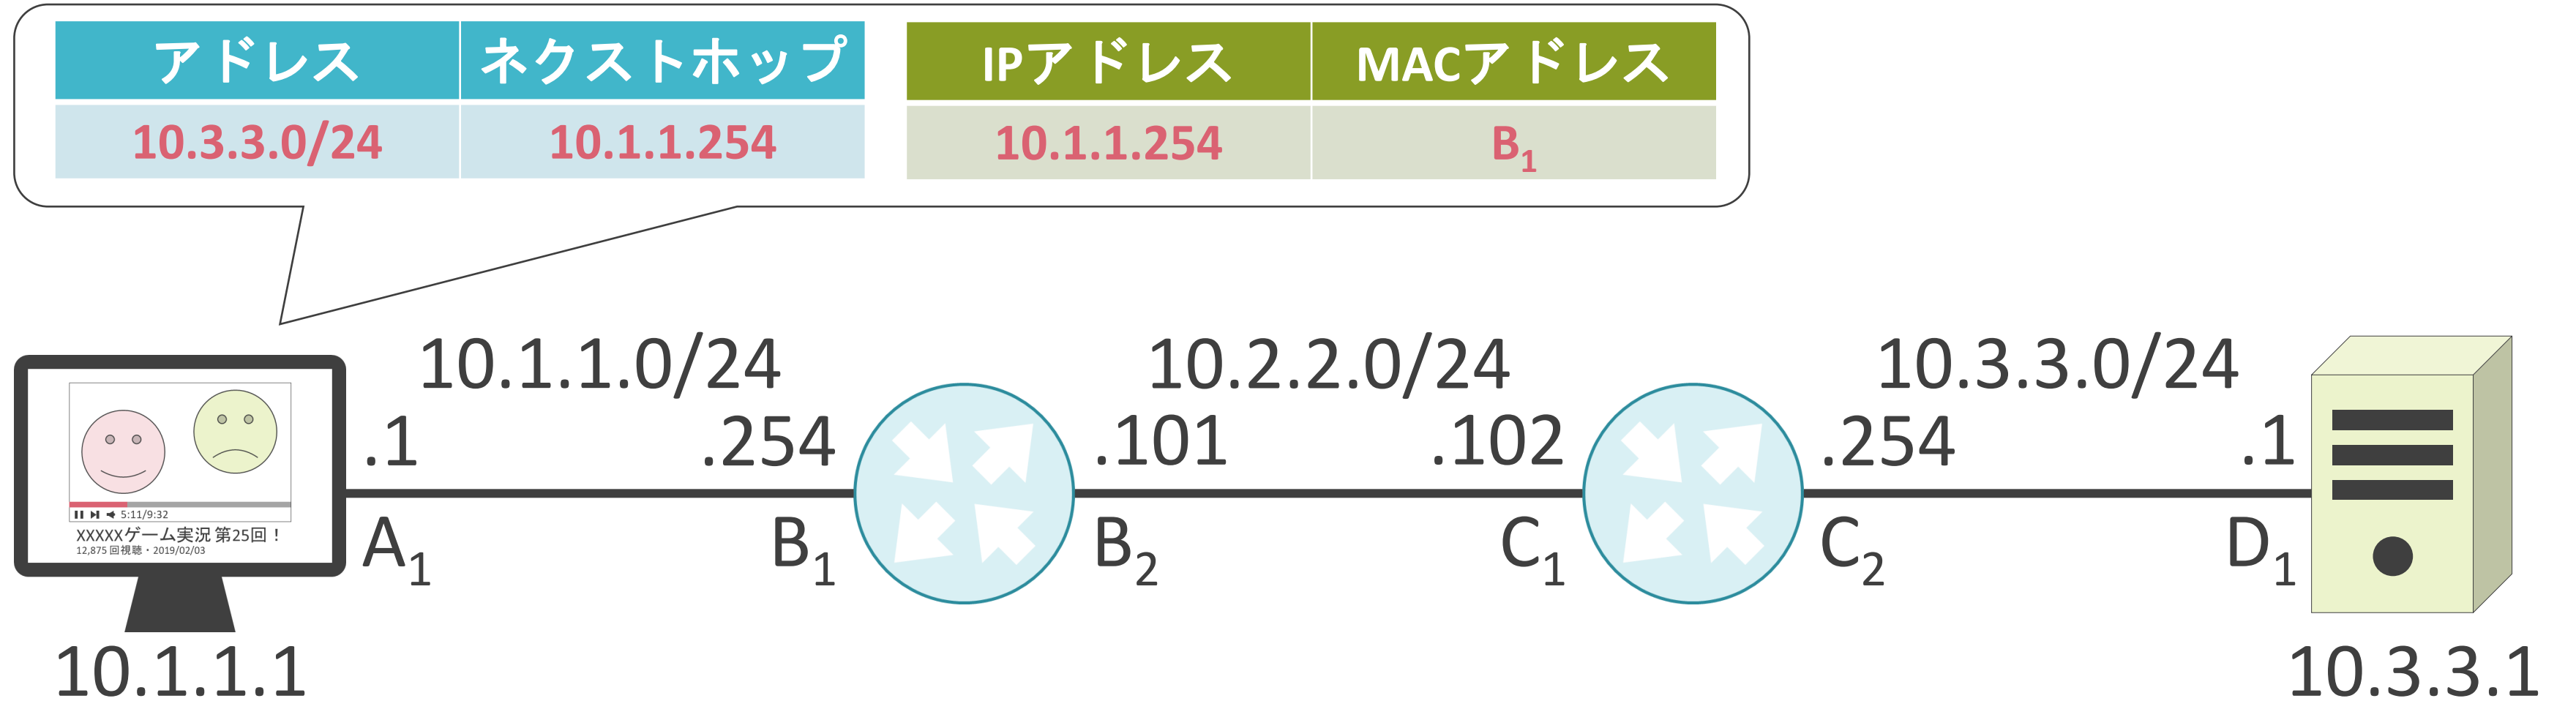 アドレス ネクストホップ
10.3.3.0/24 10.1.1.254
IPアドレス MACアドレス
10.1.1.254 B1
10.1.1.0/24 10.2.2.0/24 10.3.3.0/24
.1 .254 .101 .102 .254 .1
A1 B1 B2 C1 C2 D1
5:11/9:32
XXXXXゲーム実況 第25回！
12,875 回視聴・2019/02/03
10.1.1.1 10.3.3.1